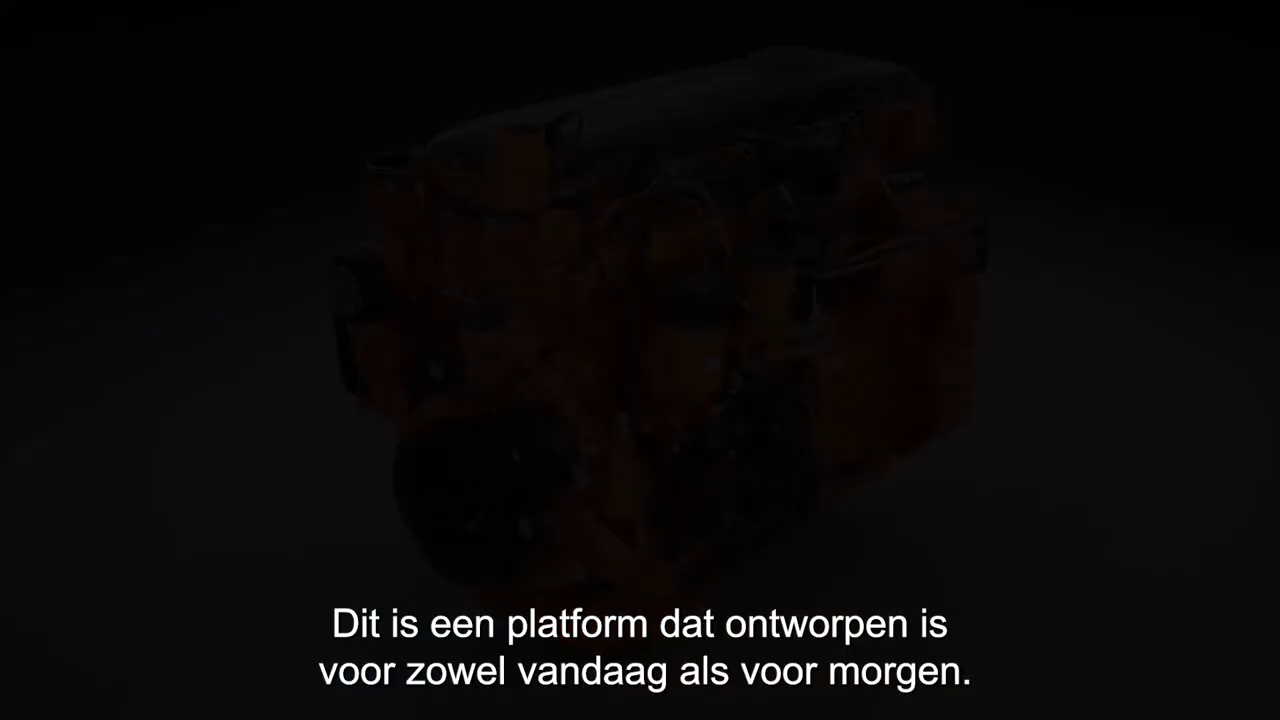 Dit is een platform dat ontworpen is
voor zowel vandaag als voor morgen.